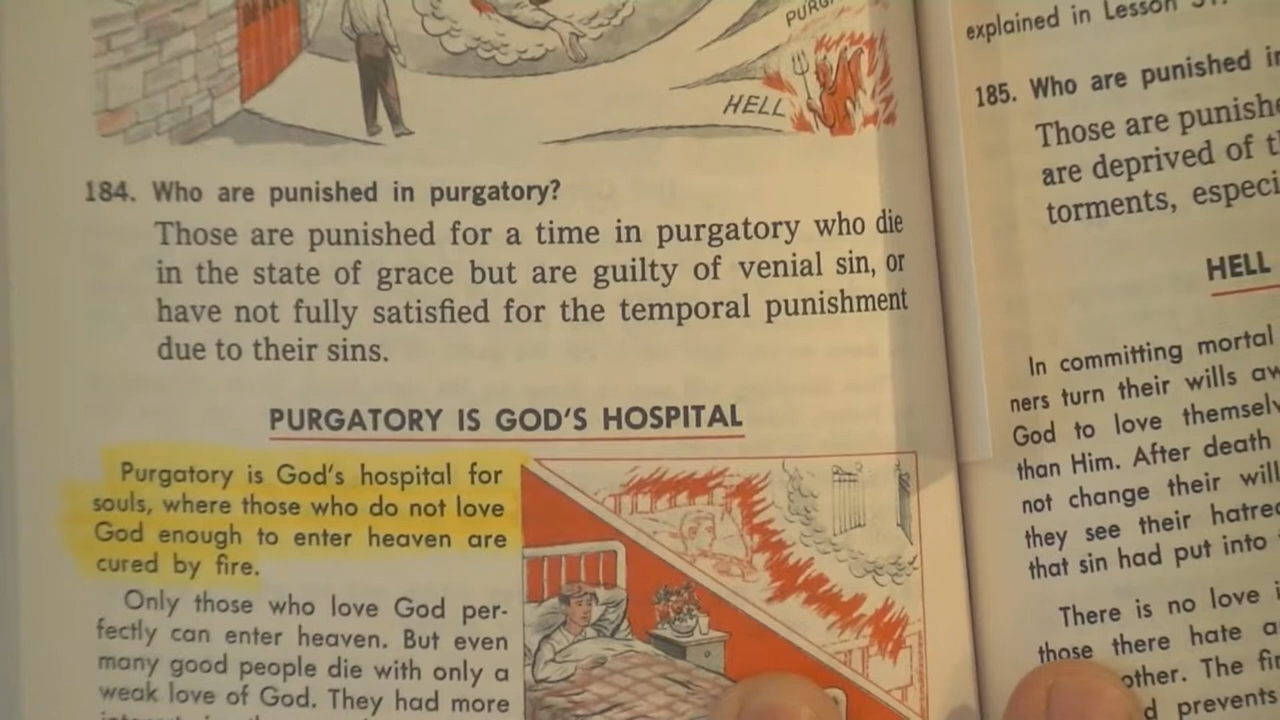 DEATH
PURG
HELL
184. Who are punished in purgatory?
Those are punished for a time in purgatory who die
in the state of grace but are guilty of venial sin, or
have not fully satisfied for the temporal punishment
due to their sins.
PURGATORY IS GOD'S HOSPITAL
Purgatory is God's hospital for
souls, where those who do not love
God enough to enter heaven are
cured by fire.
Only those who love God per-
fectly can enter heaven. But even
many good people die with only a
weak love of God. They had more
explained in Lesson
185. Who are punished in
Those are punishe
are deprived of t
torments, especi
HELL
In committing mortal
ners turn their wills aw
God to love themselv
than Him. After death
not change their will
they see their hatred
that sin had put into
There is no love i
those there hate a
other. The fir
d prevents